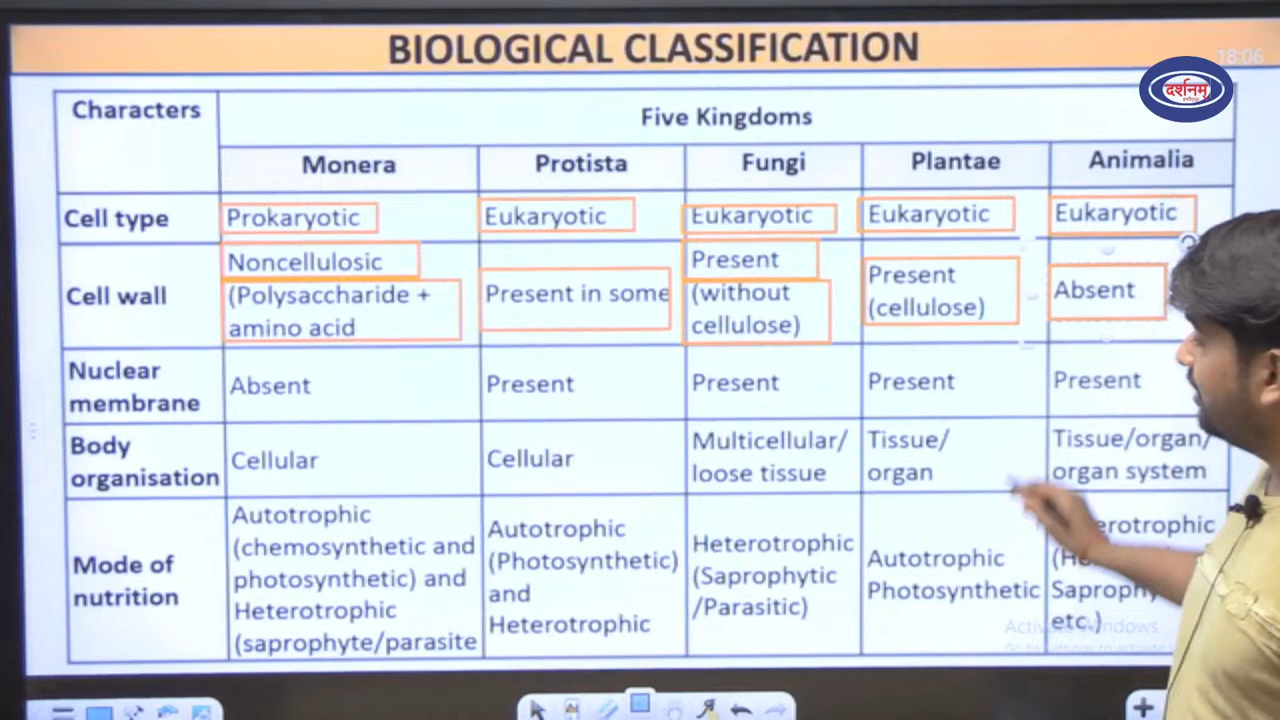 BIOLOGICAL CLASSIFICATION
18:06
दर्शनम्
Characters
Five Kingdoms
Monera
Protista
Fungi
Plantae
Animalia
Cell type
Prokaryotic
Eukaryotic
Eukaryotic
Eukaryotic
Eukaryotic
Cell wall
Noncellulosic
(Polysaccharide +
amino acid
Present in some
Present
(without
cellulose)
Present
(cellulose)
Absent
Nuclear
membrane
Absent
Present
Present
Present
Present
Body
organisation
Cellular
Cellular
Multicellular/
loose tissue
Tissue/
organ
Tissue/organ/
organ system
Mode of
nutrition
Autotrophic
(chemosynthetic and
photosynthetic) and
Heterotrophic
(saprophyte/parasite
Autotrophic
(Photosynthetic)
and
Heterotrophic
Heterotrophic
(Saprophytic
/Parasitic)
Autotrophic
Photosynthetic
etc.)